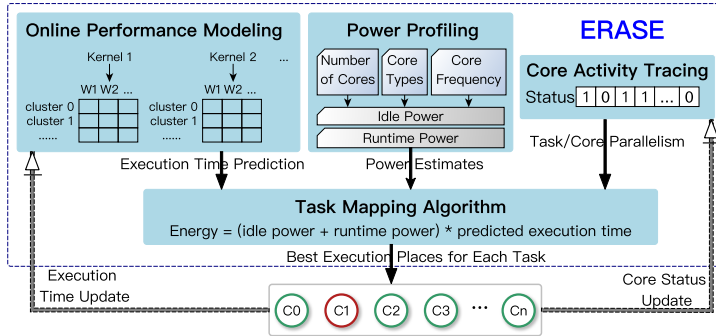 Online Performance Modeling
Kernel 1
Kernel 2
...
W1 W2 ...
W1 W2 ...
cluster 0
cluster 1
......
cluster 0
cluster 1
......
Power Profiling
Number of Cores
Core Types
Core Frequency
Idle Power
Runtime Power
ERASE
Core Activity Tracing
Status 1 0 1 1 ... 0
Execution Time Prediction
Power Estimates
Task/Core Parallelism
Task Mapping Algorithm
Energy = (idle power + runtime power) * predicted execution time
Best Execution Places for Each Task
Execution
Time Update
Core Status
Update
C0 C1 C2 C3 ··· Cn